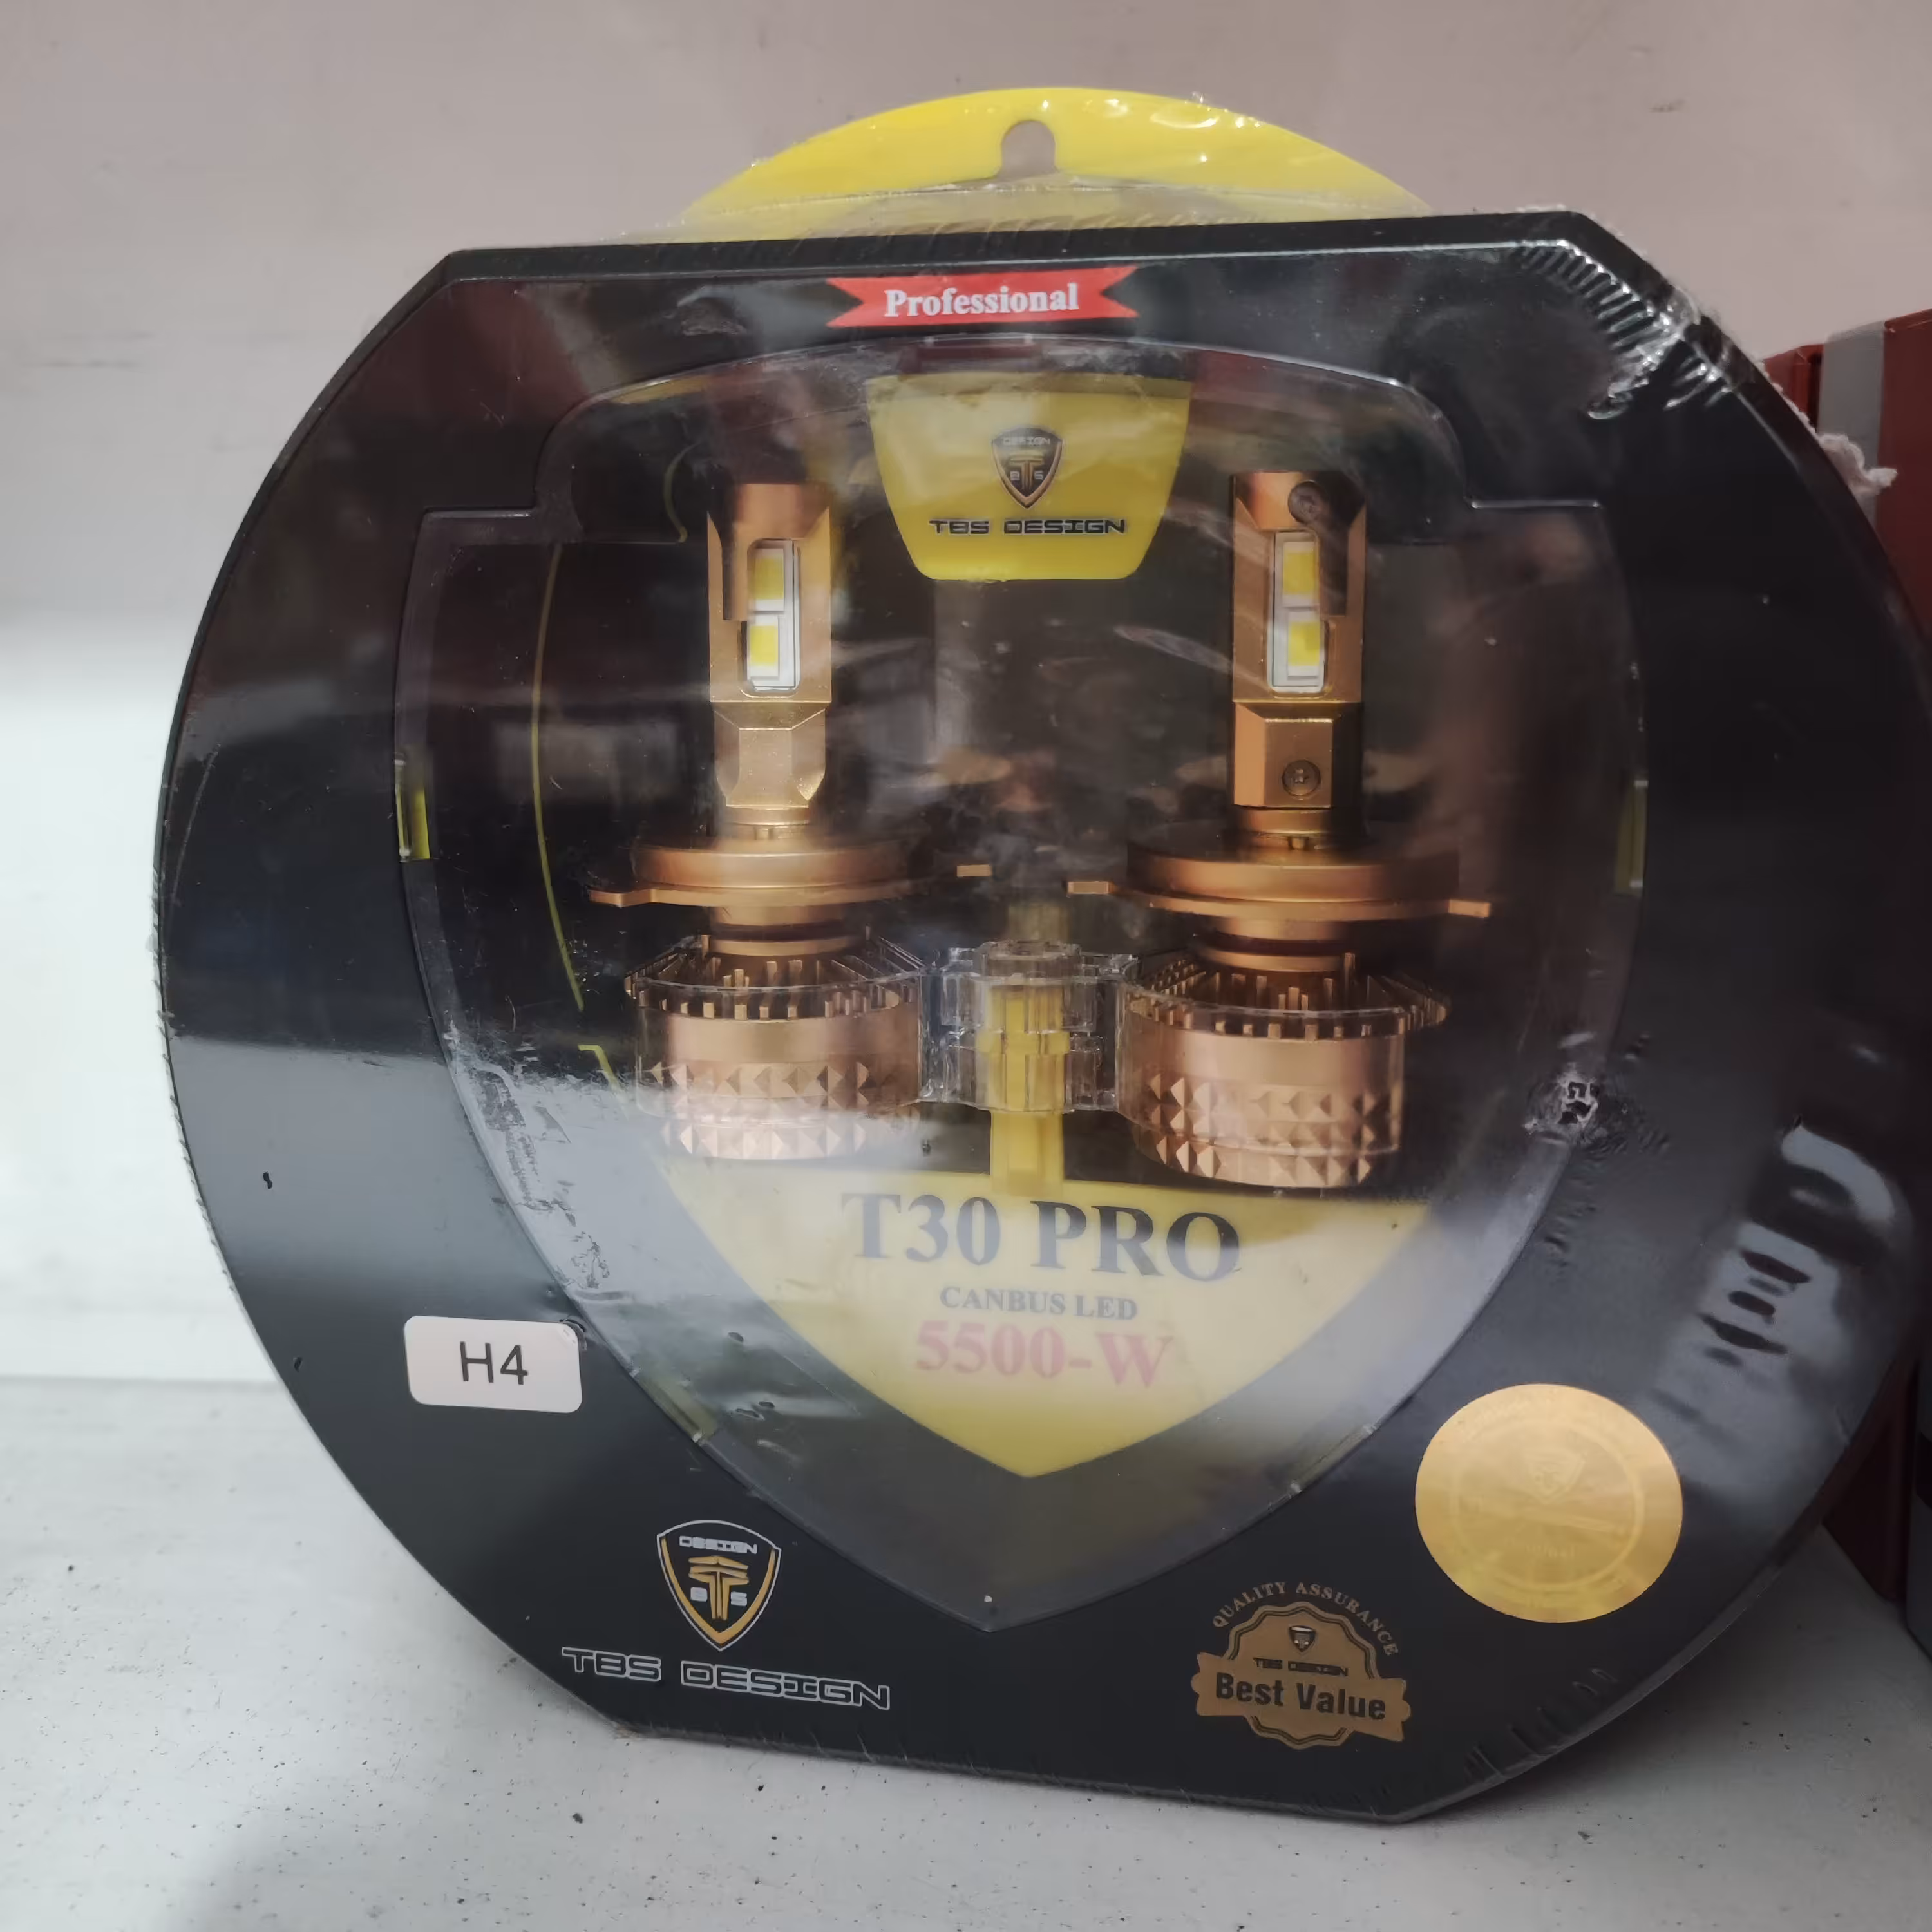 Professional
DESIGN
B S
TBS DESIGN
T30 PRO
CANBUS LED
5500-W
H4
DESIGN
B S
TBS DESIGN
QUALITY ASSURANCE
TBS DESIGN
Best Value